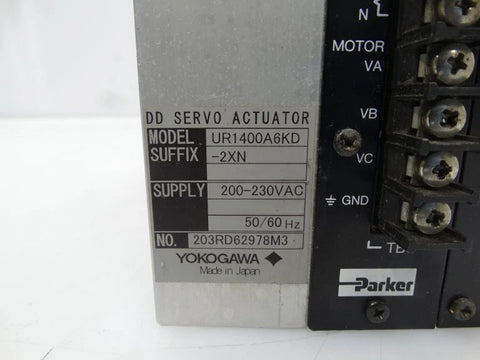 DD SERVO ACTUATOR
MODEL UR1400A6KD
SUFFIX -2XN
SUPPLY 200-230VAC
50/60 Hz
NO. 203RD62978M3
YOKOGAWA
Made in Japan
N
MOTOR
VA
VB
VC
GND
Parker